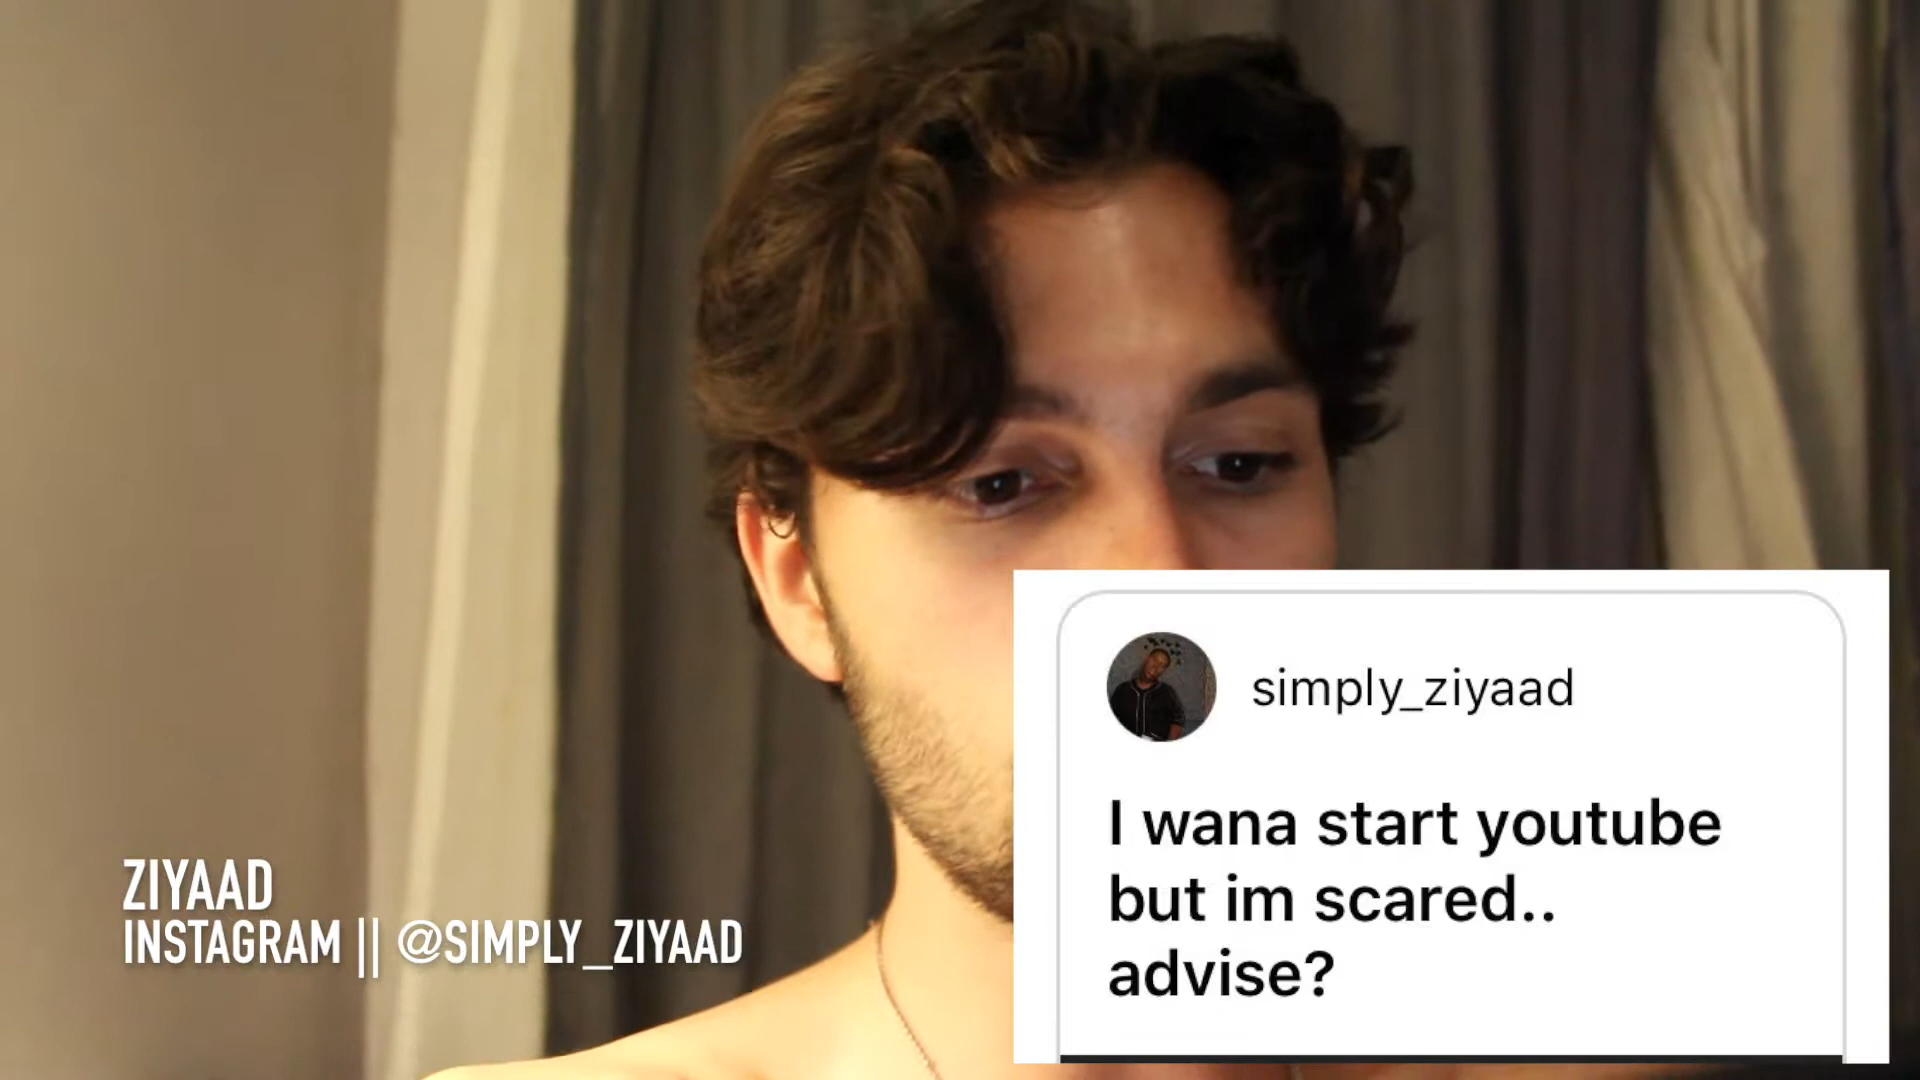 simply_ziyaad
I wana start youtube
but im scared..
advise?
ZIYAAD
INSTAGRAM || @SIMPLY_ZIYAAD